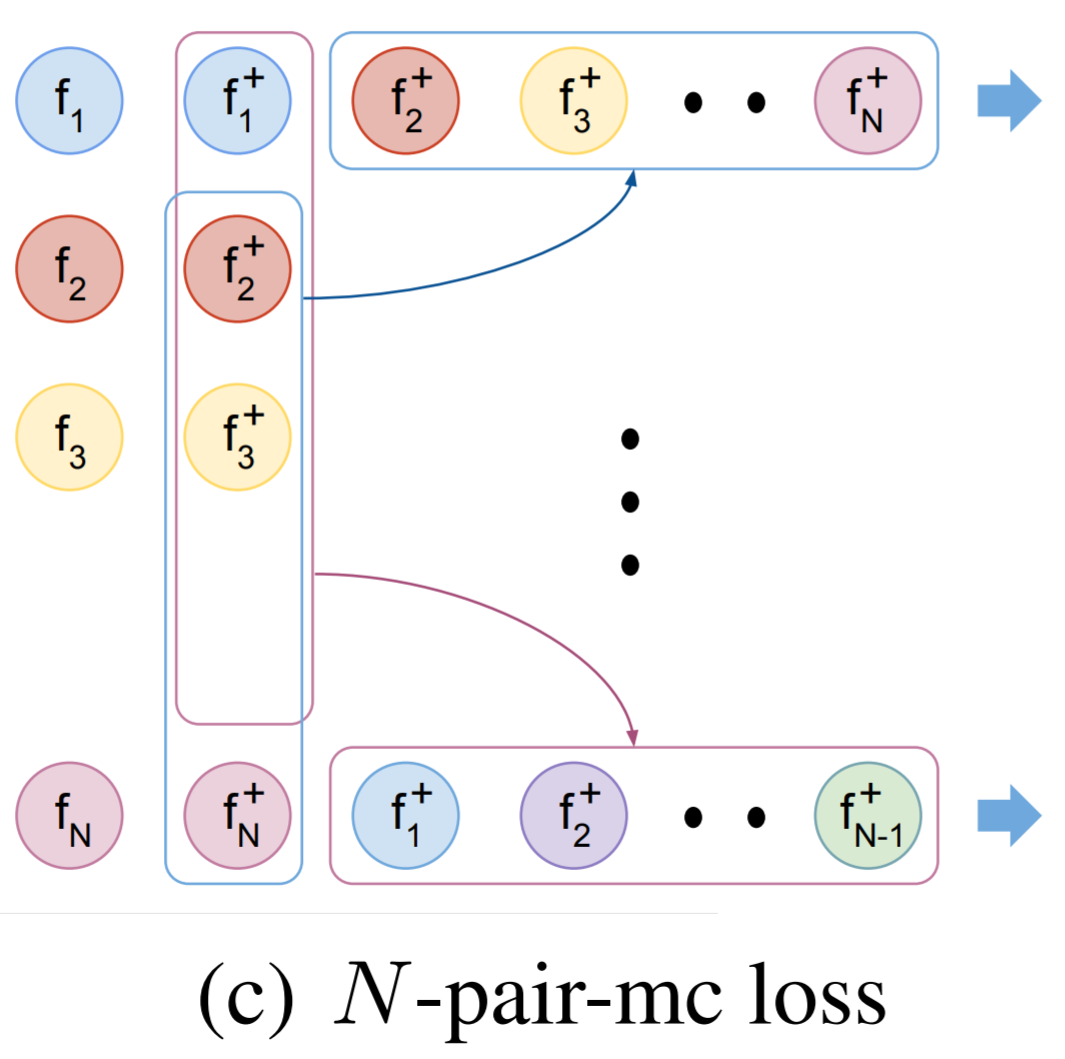 f1 f1+ f2+ f3+ • • fN+
f2 f2+
f3 f3+
fN fN+ f1+ f2+ • • fN-1+
(c) N-pair-mc loss